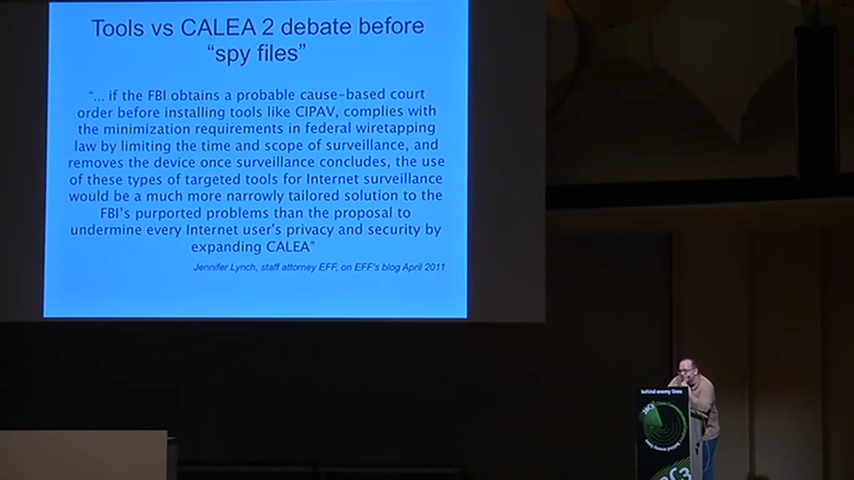 Tools vs CALEA 2 debate before
“spy files”
“... if the FBI obtains a probable cause-based court
order before installing tools like CIPAV, complies with
the minimization requirements in federal wiretapping
law by limiting the time and scope of surveillance, and
removes the device once surveillance concludes, the use
of these types of targeted tools for Internet surveillance
would be a much more narrowly tailored solution to the
FBI's purported problems than the proposal to
undermine every Internet user's privacy and security by
expanding CALEA”
Jennifer Lynch, staff attorney EFF, on EFF's blog April 2011
behind enemy lines